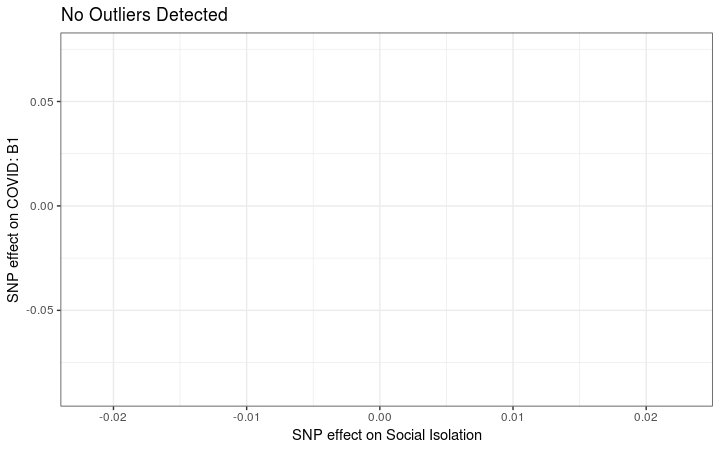 No Outliers Detected
SNP effect on COVID: B1
0.05
0.00
-0.05
-0.02
-0.01
0.00
0.01
0.02
SNP effect on Social Isolation